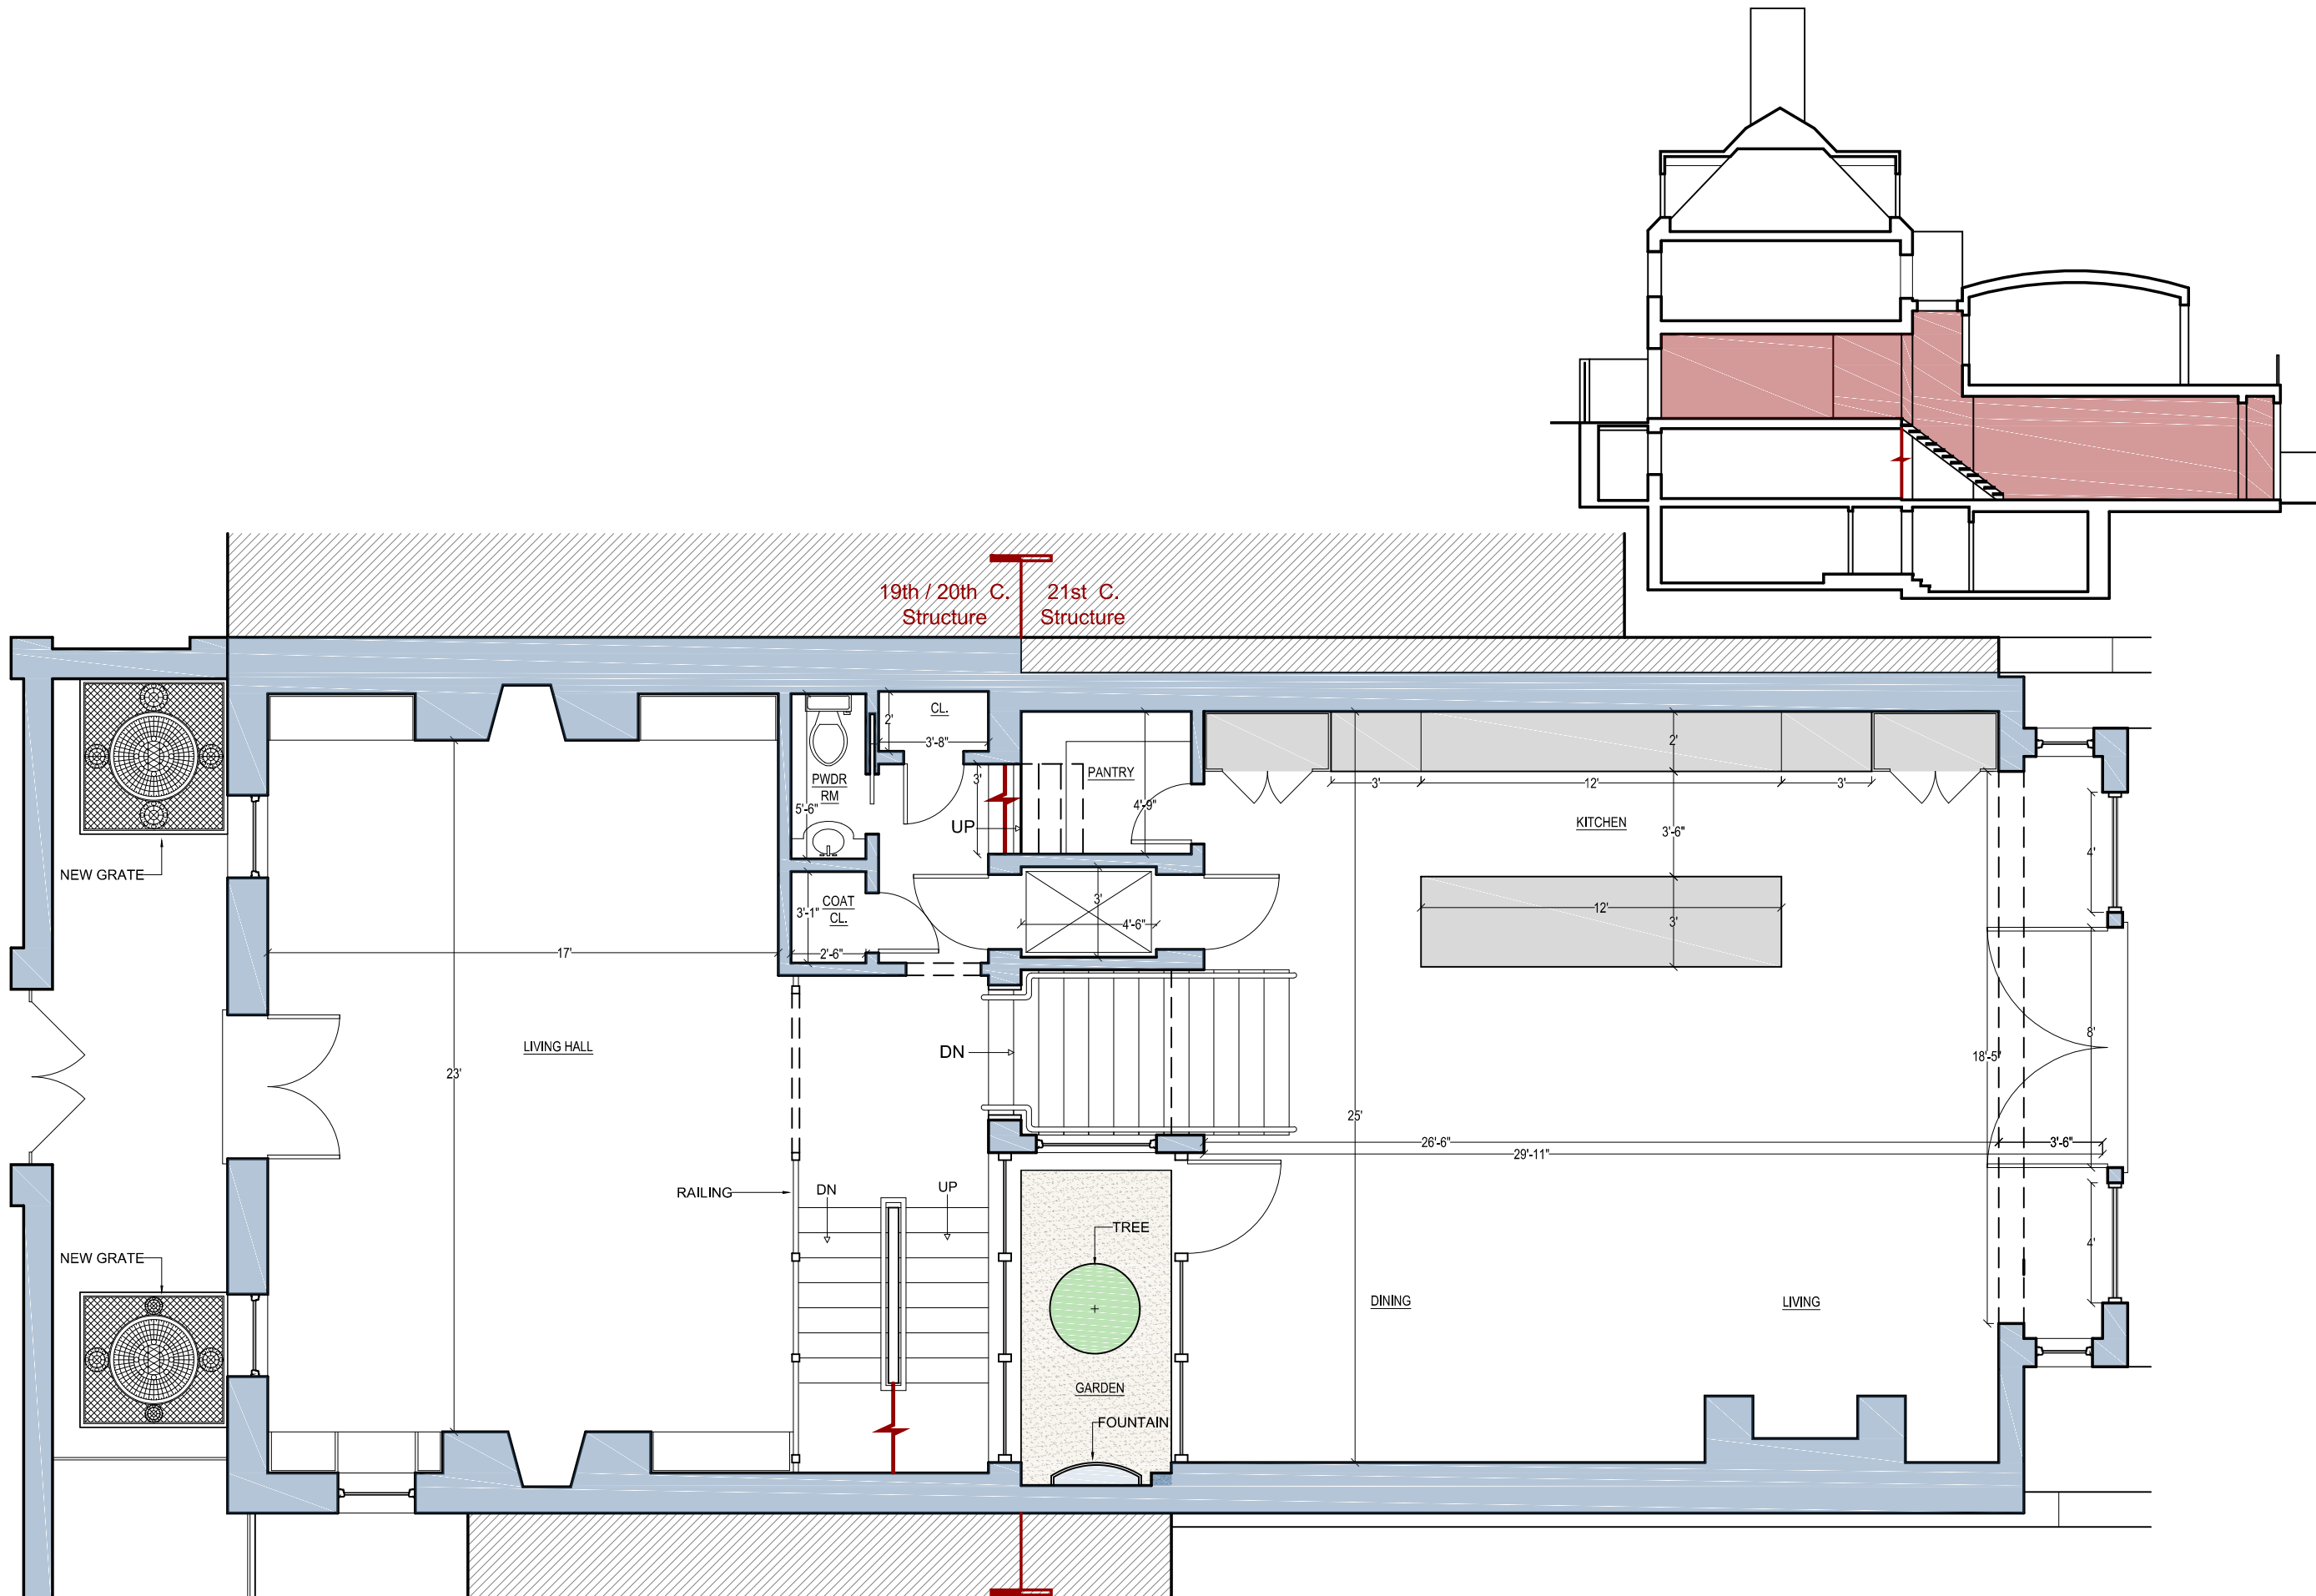 19th / 20th C.
Structure
21st C.
Structure
CL.
2'
3'-8"
PWDR
RM
5'-6"
3'
UP
PANTRY
4'-9"
2'
3'
12'
3'
KITCHEN
3'-6"
4'
NEW GRATE
COAT
CL.
3'-1"
2'-6"
3'
4'-6"
12'
3'
17'
LIVING HALL
23'
DN
8'
18'-5"
25'
26'-6"
3'-6"
29'-11"
RAILING
DN
UP
TREE
4'
NEW GRATE
DINING
LIVING
GARDEN
FOUNTAIN